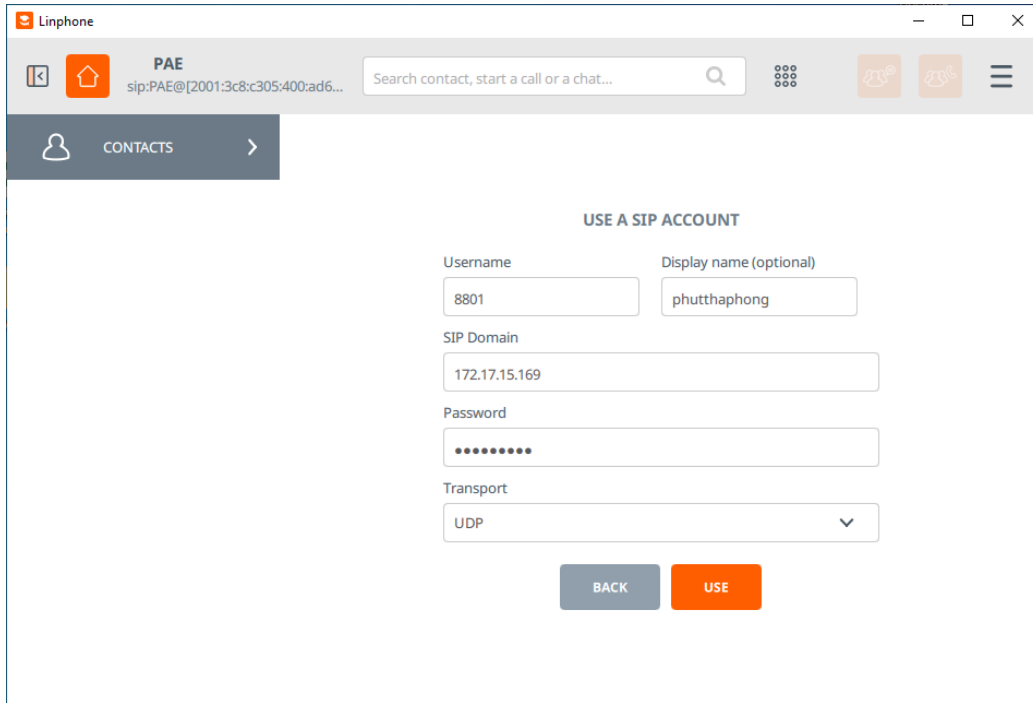 Linphone
PAE
sip:PAE@[2001:3c8:c305:400:ad6...
Search contact, start a call or a chat...
CONTACTS
USE A SIP ACCOUNT
Username
Display name (optional)
8801
phutthaphong
SIP Domain
172.17.15.169
Password
•••••••••
Transport
UDP
BACK
USE